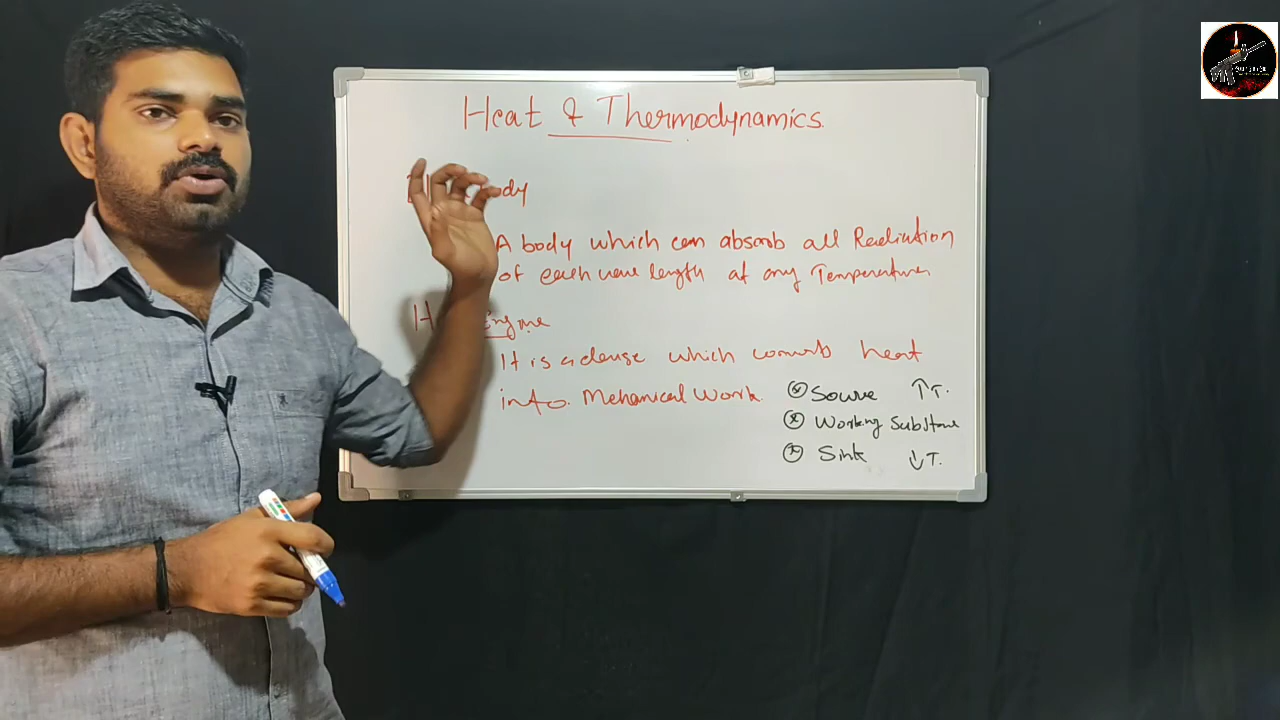 Heat & Thermodynamics.
body
A body which can absorb all Radiation
of each wave length at any Temperature
Engine
It is a device which converts heat
into Mehanical Work.
Source ↑T.
Working Substance
Sink ↓T.